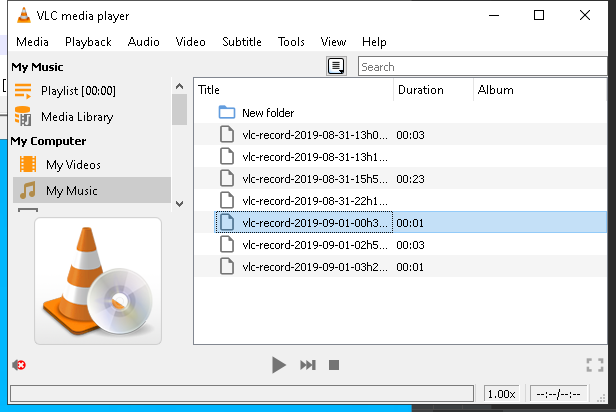 VLC media player
Media Playback Audio Video Subtitle Tools View Help
My Music
Search
Playlist [00:00]
Media Library
My Computer
My Videos
My Music
Title Duration Album
New folder
vlc-record-2019-08-31-13h0... 00:03
vlc-record-2019-08-31-13h1...
vlc-record-2019-08-31-15h5... 00:23
vlc-record-2019-08-31-22h1...
vlc-record-2019-09-01-00h3... 00:01
vlc-record-2019-09-01-02h5... 00:03
vlc-record-2019-09-01-03h2... 00:01
1.00x --:--/--:--